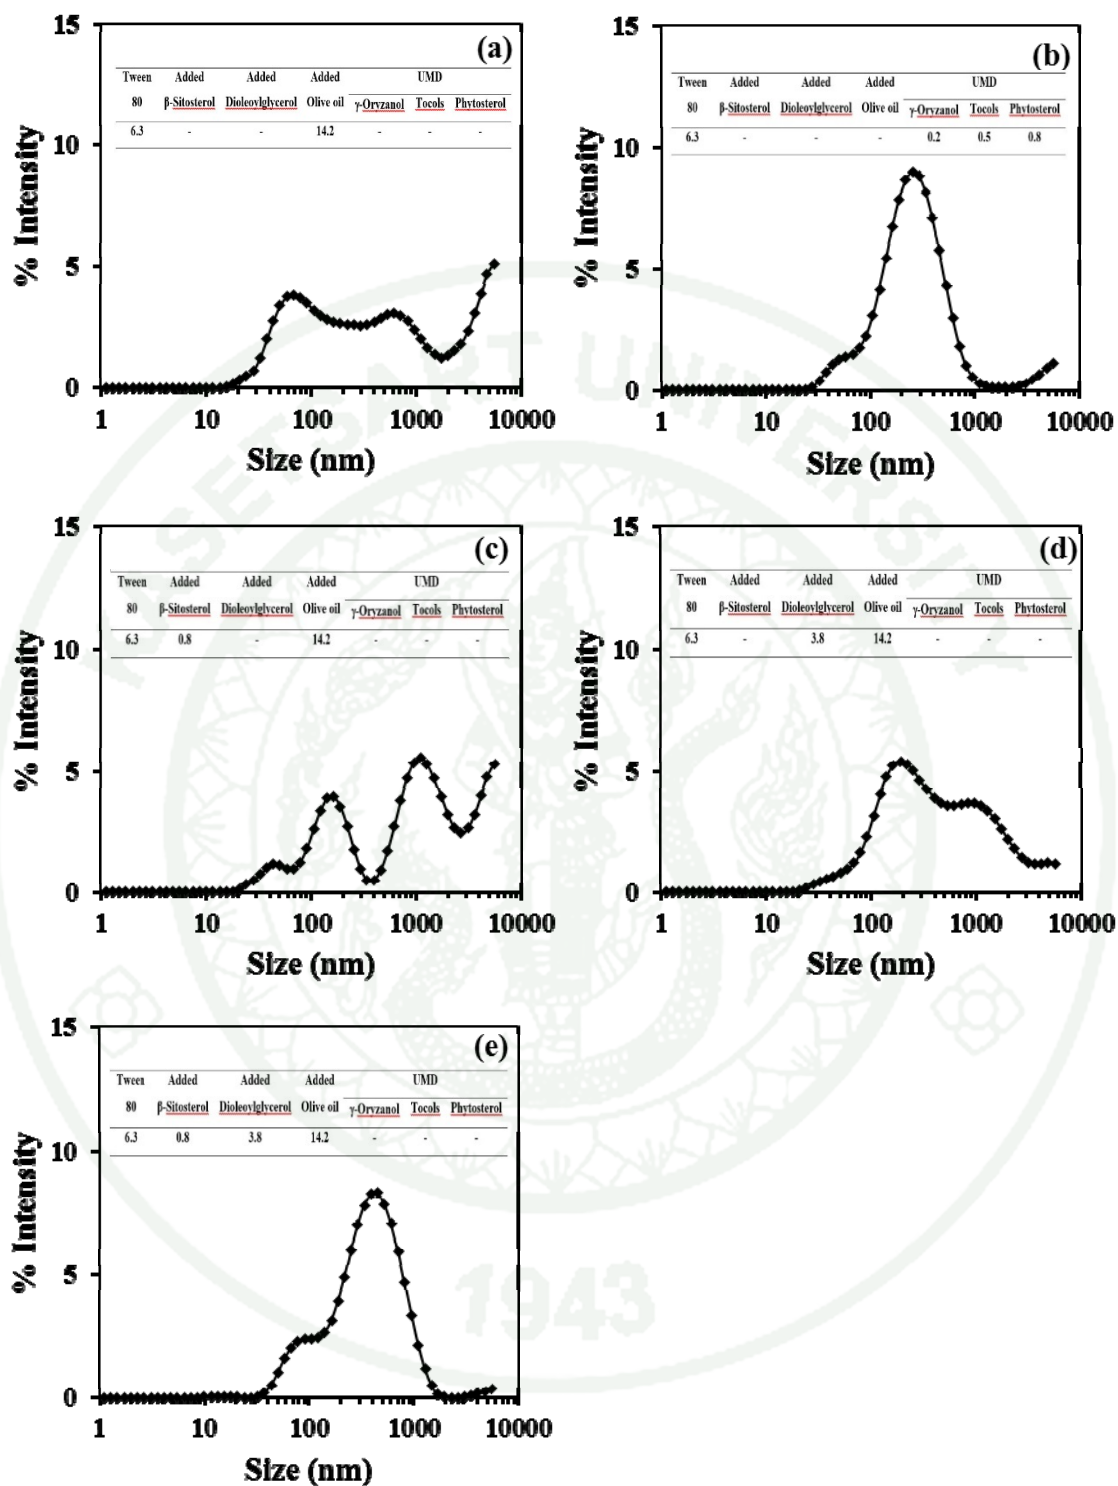 (a)
Tween Added Added Added UMD
80 β-Sitosterol Dioleoylglycerol Olive oil γ-Oryzanol Tocols Phytosterol
6.3 - - 14.2 - - -
15
10
5
0
% Intensity
1 10 100 1000 10000
Size (nm)
(b)
Tween Added Added Added UMD
80 β-Sitosterol Dioleoylglycerol Olive oil γ-Oryzanol Tocols Phytosterol
6.3 - - - 0.2 0.5 0.8
15
10
5
0
% Intensity
1 10 100 1000 10000
Size (nm)
(c)
Tween Added Added Added UMD
80 β-Sitosterol Dioleoylglycerol Olive oil γ-Oryzanol Tocols Phytosterol
6.3 0.8 - 14.2 - - -
15
10
5
0
% Intensity
1 10 100 1000 10000
Size (nm)
(d)
Tween Added Added Added UMD
80 β-Sitosterol Dioleoylglycerol Olive oil γ-Oryzanol Tocols Phytosterol
6.3 - 3.8 14.2 - - -
15
10
5
0
% Intensity
1 10 100 1000 10000
Size (nm)
(e)
Tween Added Added Added UMD
80 β-Sitosterol Dioleoylglycerol Olive oil γ-Oryzanol Tocols Phytosterol
6.3 0.8 3.8 14.2 - - -
15
10
5
0
% Intensity
1 10 100 1000 10000
Size (nm)
KASETSART UNIVERSITY
1943